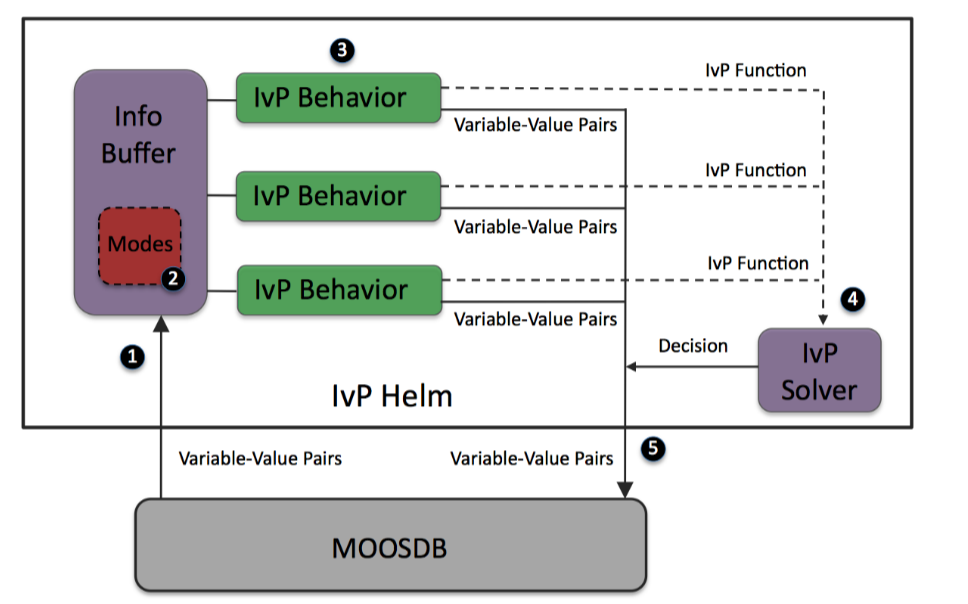 3
IvP Function
Info
Buffer
IvP Behavior
Variable-Value Pairs
IvP Function
IvP Behavior
Variable-Value Pairs
Modes
2
IvP Function
IvP Behavior
Variable-Value Pairs
4
1
Decision
IvP
Solver
IvP Helm
Variable-Value Pairs
Variable-Value Pairs
5
MOOSDB